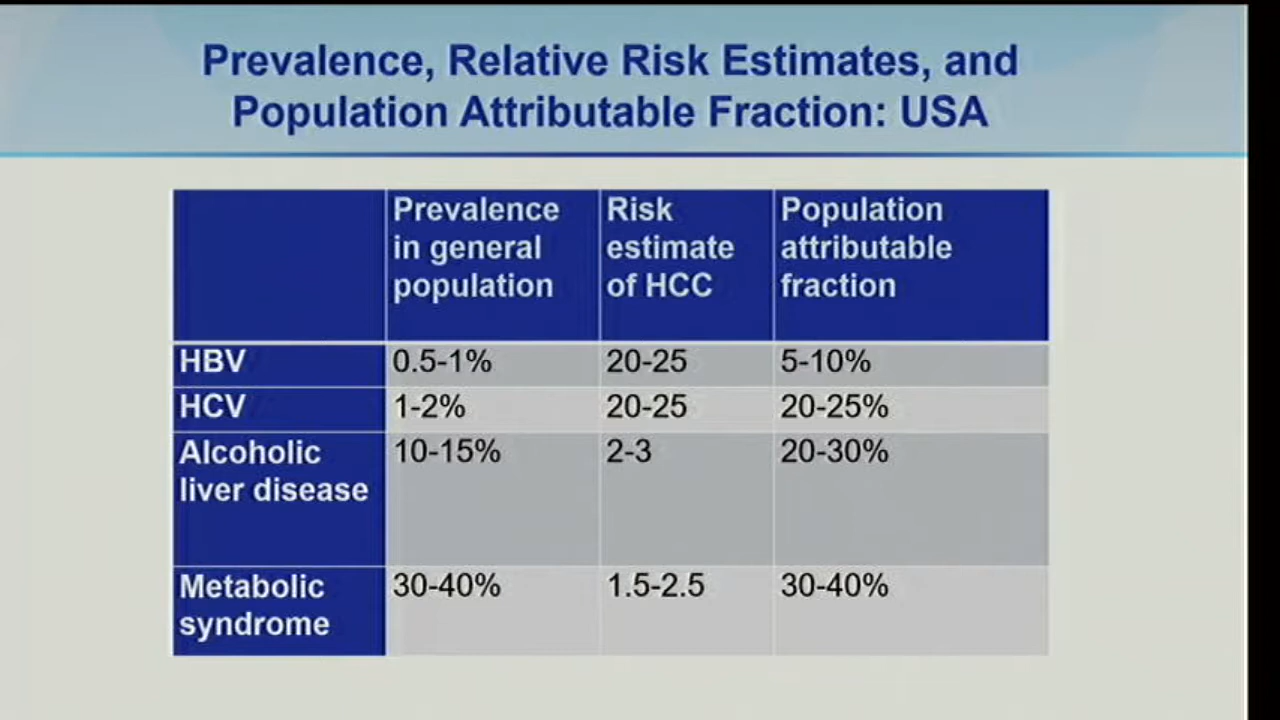 Prevalence, Relative Risk Estimates, and
Population Attributable Fraction: USA
Prevalence in general population
Risk estimate of HCC
Population attributable fraction
HBV 0.5-1% 20-25 5-10%
HCV 1-2% 20-25 20-25%
Alcoholic liver disease 10-15% 2-3 20-30%
Metabolic syndrome 30-40% 1.5-2.5 30-40%